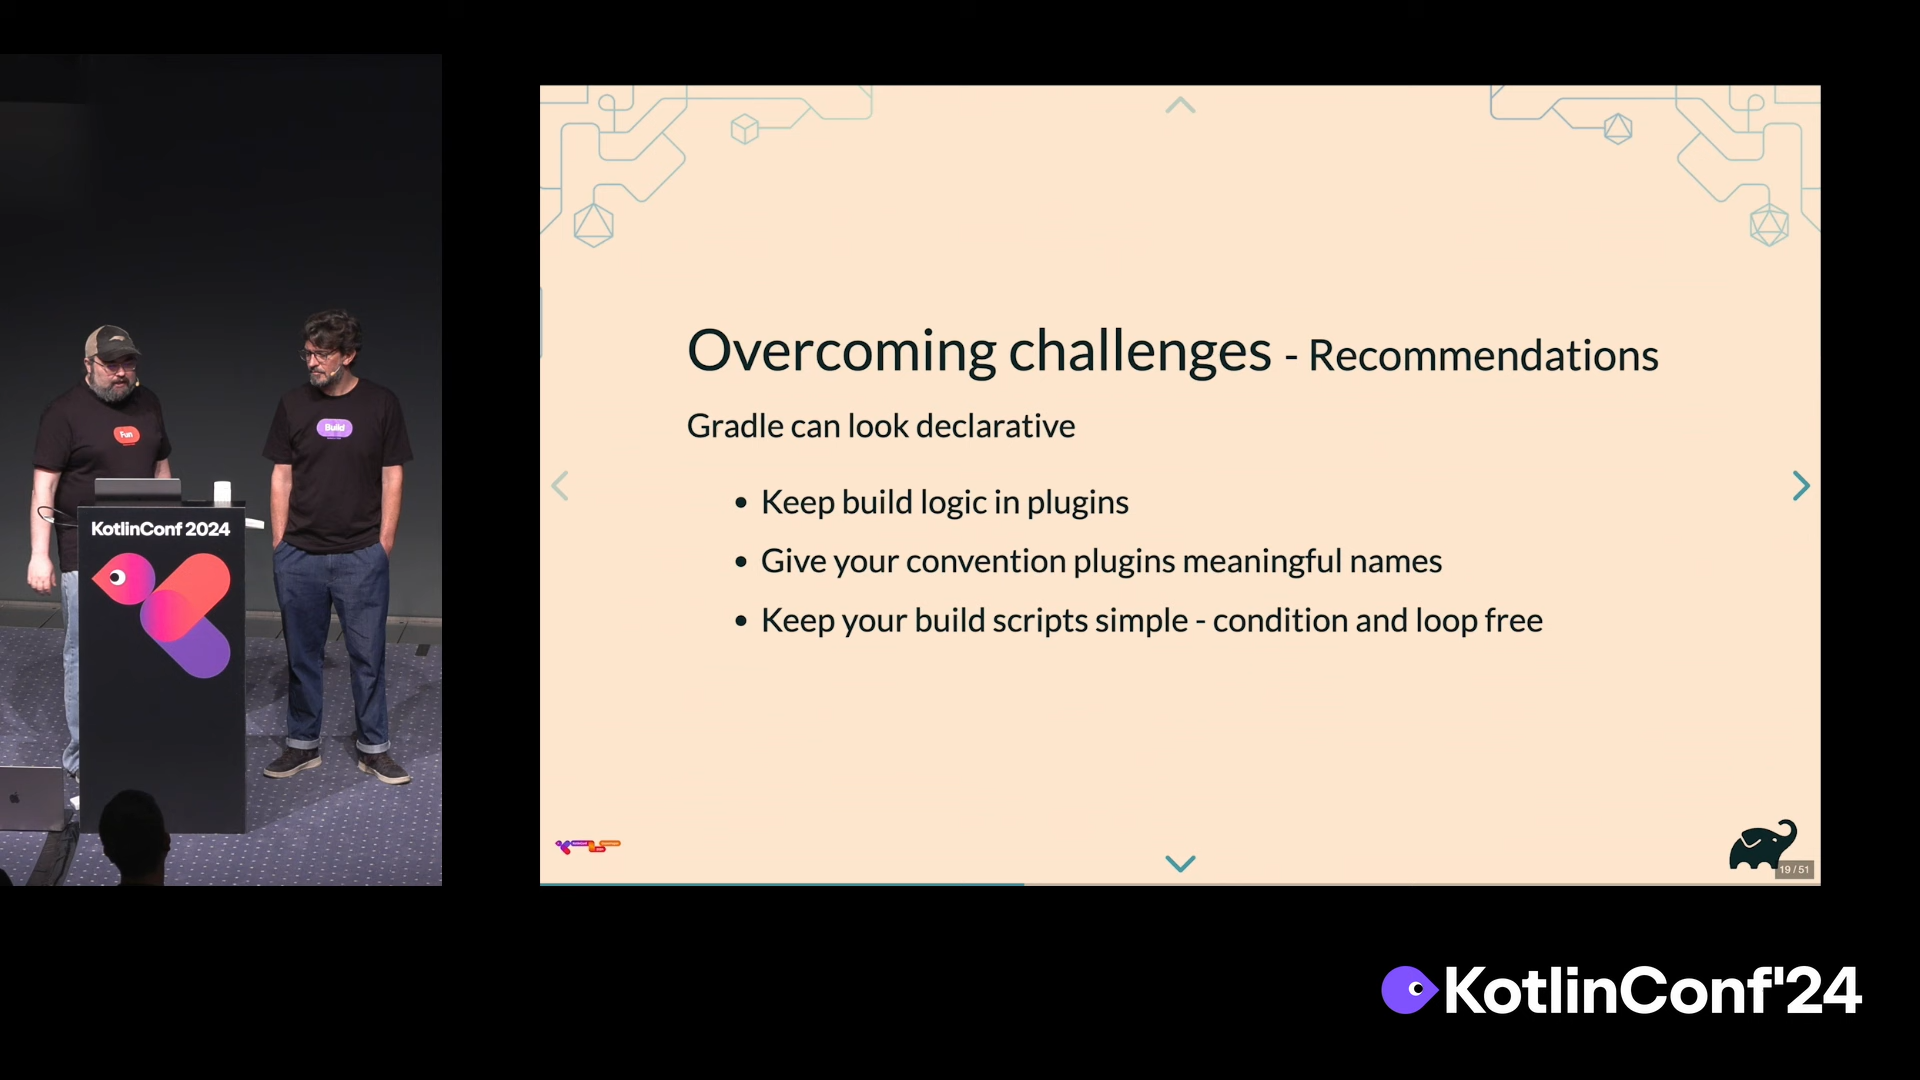 Overcoming challenges - Recommendations
Gradle can look declarative
• Keep build logic in plugins
• Give your convention plugins meaningful names
• Keep your build scripts simple - condition and loop free
19 / 51
Fun
Build
KotlinConf 2024
KotlinConf'24